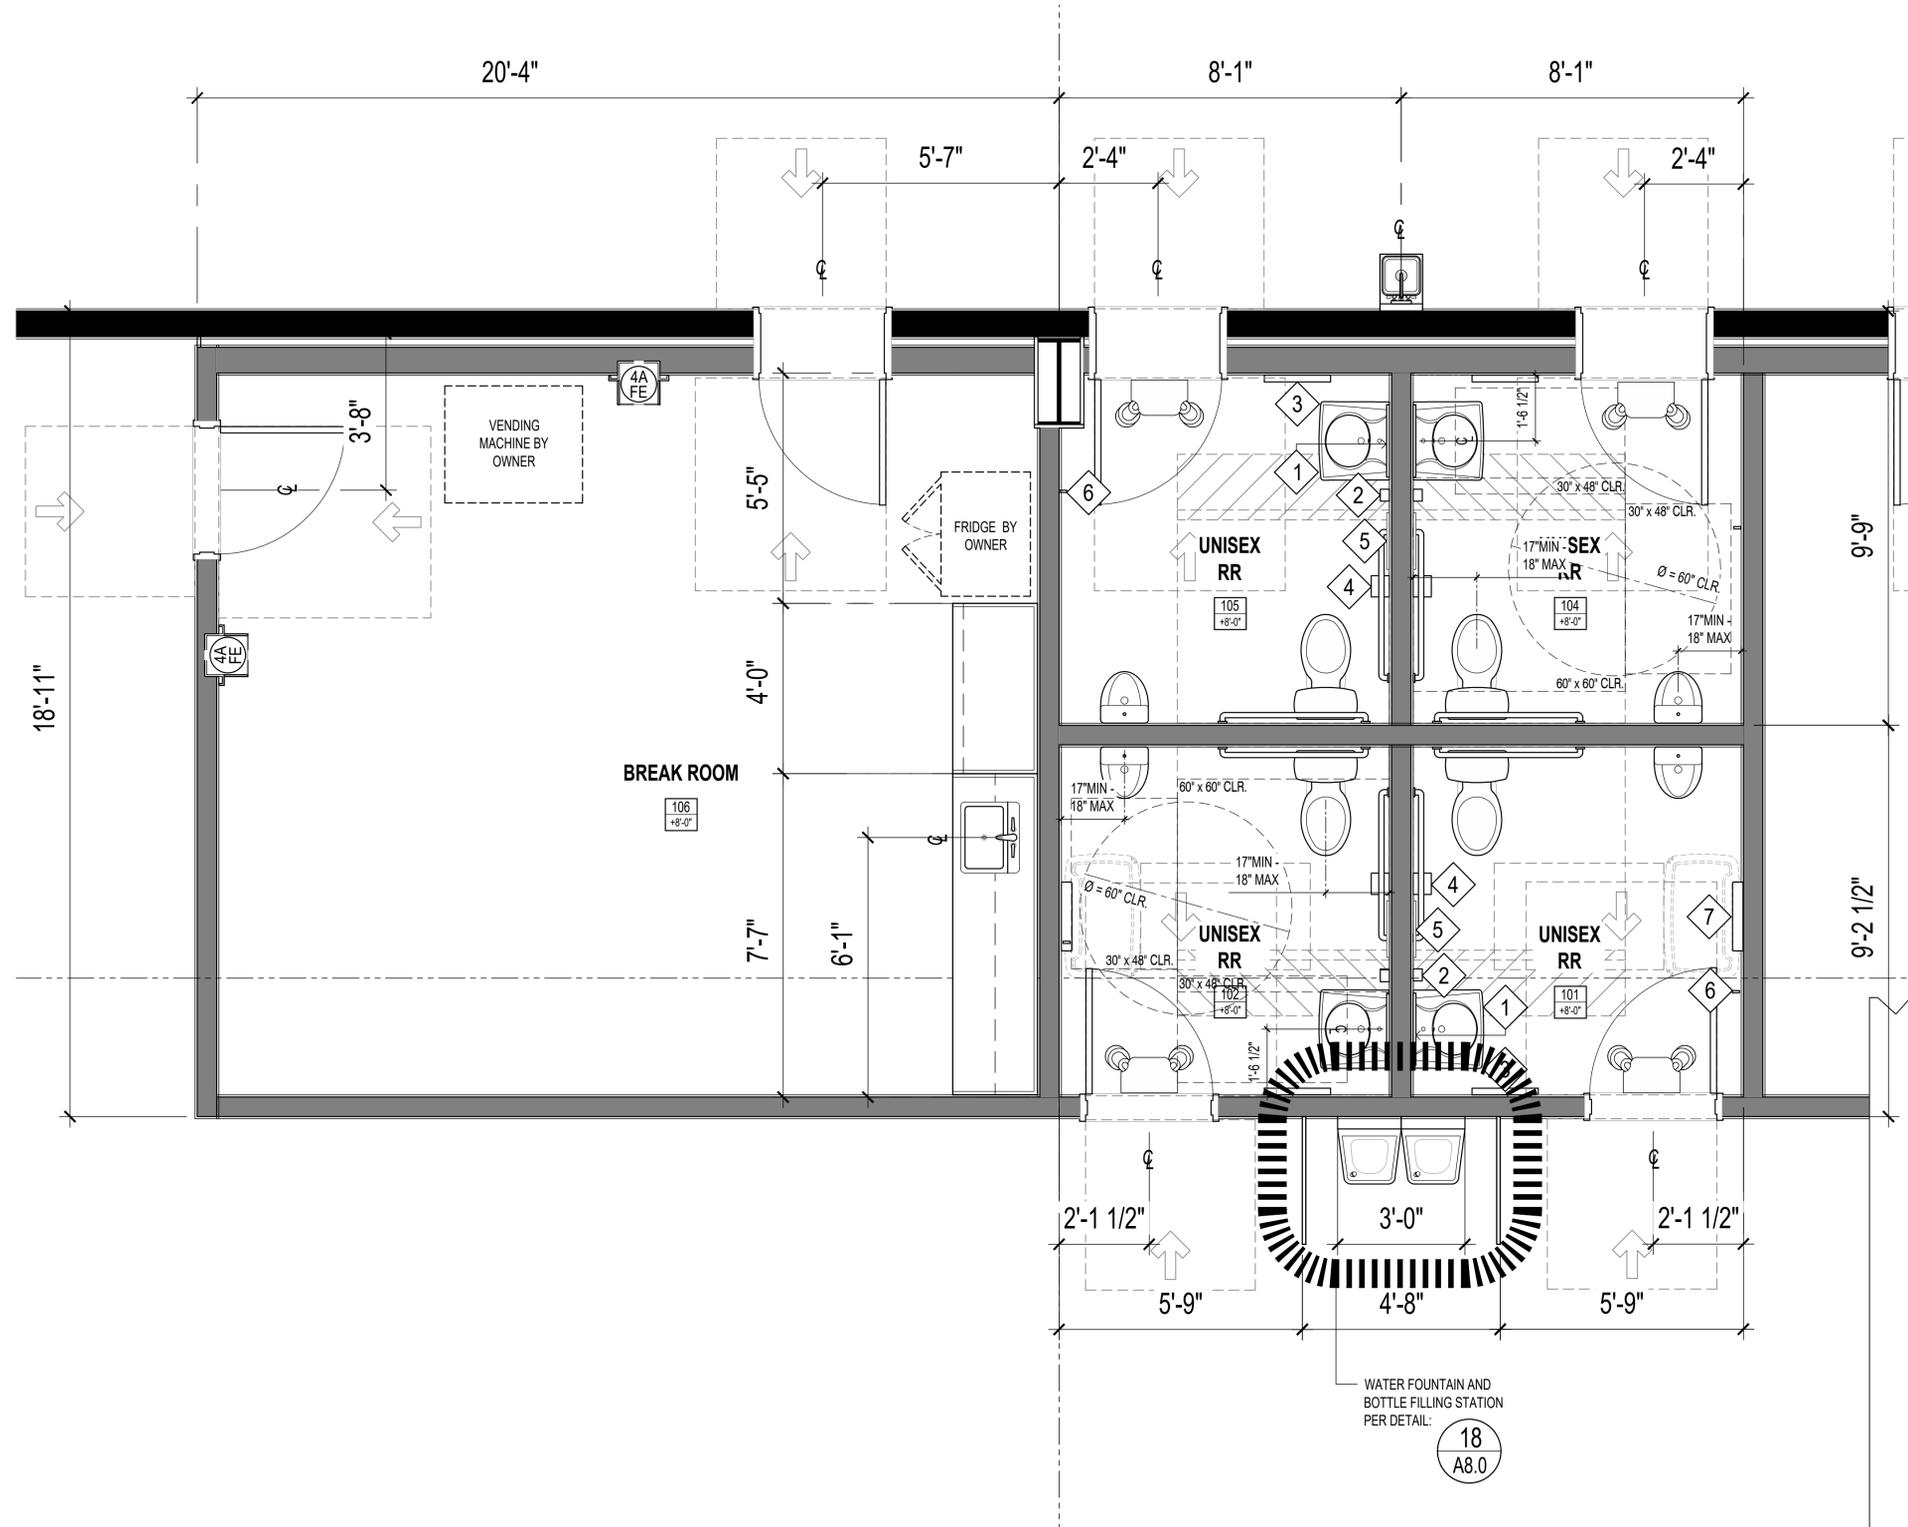 20'-4"
8'-1"
8'-1"
5'-7"
2'-4"
2'-4"
℄
℄
℄
℄
4A
FE
3'-8"
VENDING
MACHINE BY
OWNER
℄
5'-5"
FRIDGE BY
OWNER
3
1
2
6
5
4
UNISEX
RR
105
+8'-0"
1'-6 1/2"
30" x 48" CLR.
30" x 48" CLR.
17"MIN -
18" MAX
SEX
RR
Ø = 60" CLR.
104
+8'-0"
17"MIN -
18" MAX
60" x 60" CLR.
9'-9"
4A
FE
18'-11"
4'-0"
BREAK ROOM
106
+8'-0"
℄
7'-7"
6'-1"
17"MIN -
18" MAX
60" x 60" CLR.
17"MIN -
18" MAX
Ø = 60" CLR.
UNISEX
RR
30" x 48" CLR.
30" x 48" CLR.
102
+8'-0"
1'-6 1/2"
4
5
2
1
3
UNISEX
RR
101
+8'-0"
7
6
9'-2 1/2"
℄
℄
2'-1 1/2"
3'-0"
2'-1 1/2"
5'-9"
4'-8"
5'-9"
WATER FOUNTAIN AND
BOTTLE FILLING STATION
PER DETAIL:
18
A8.0